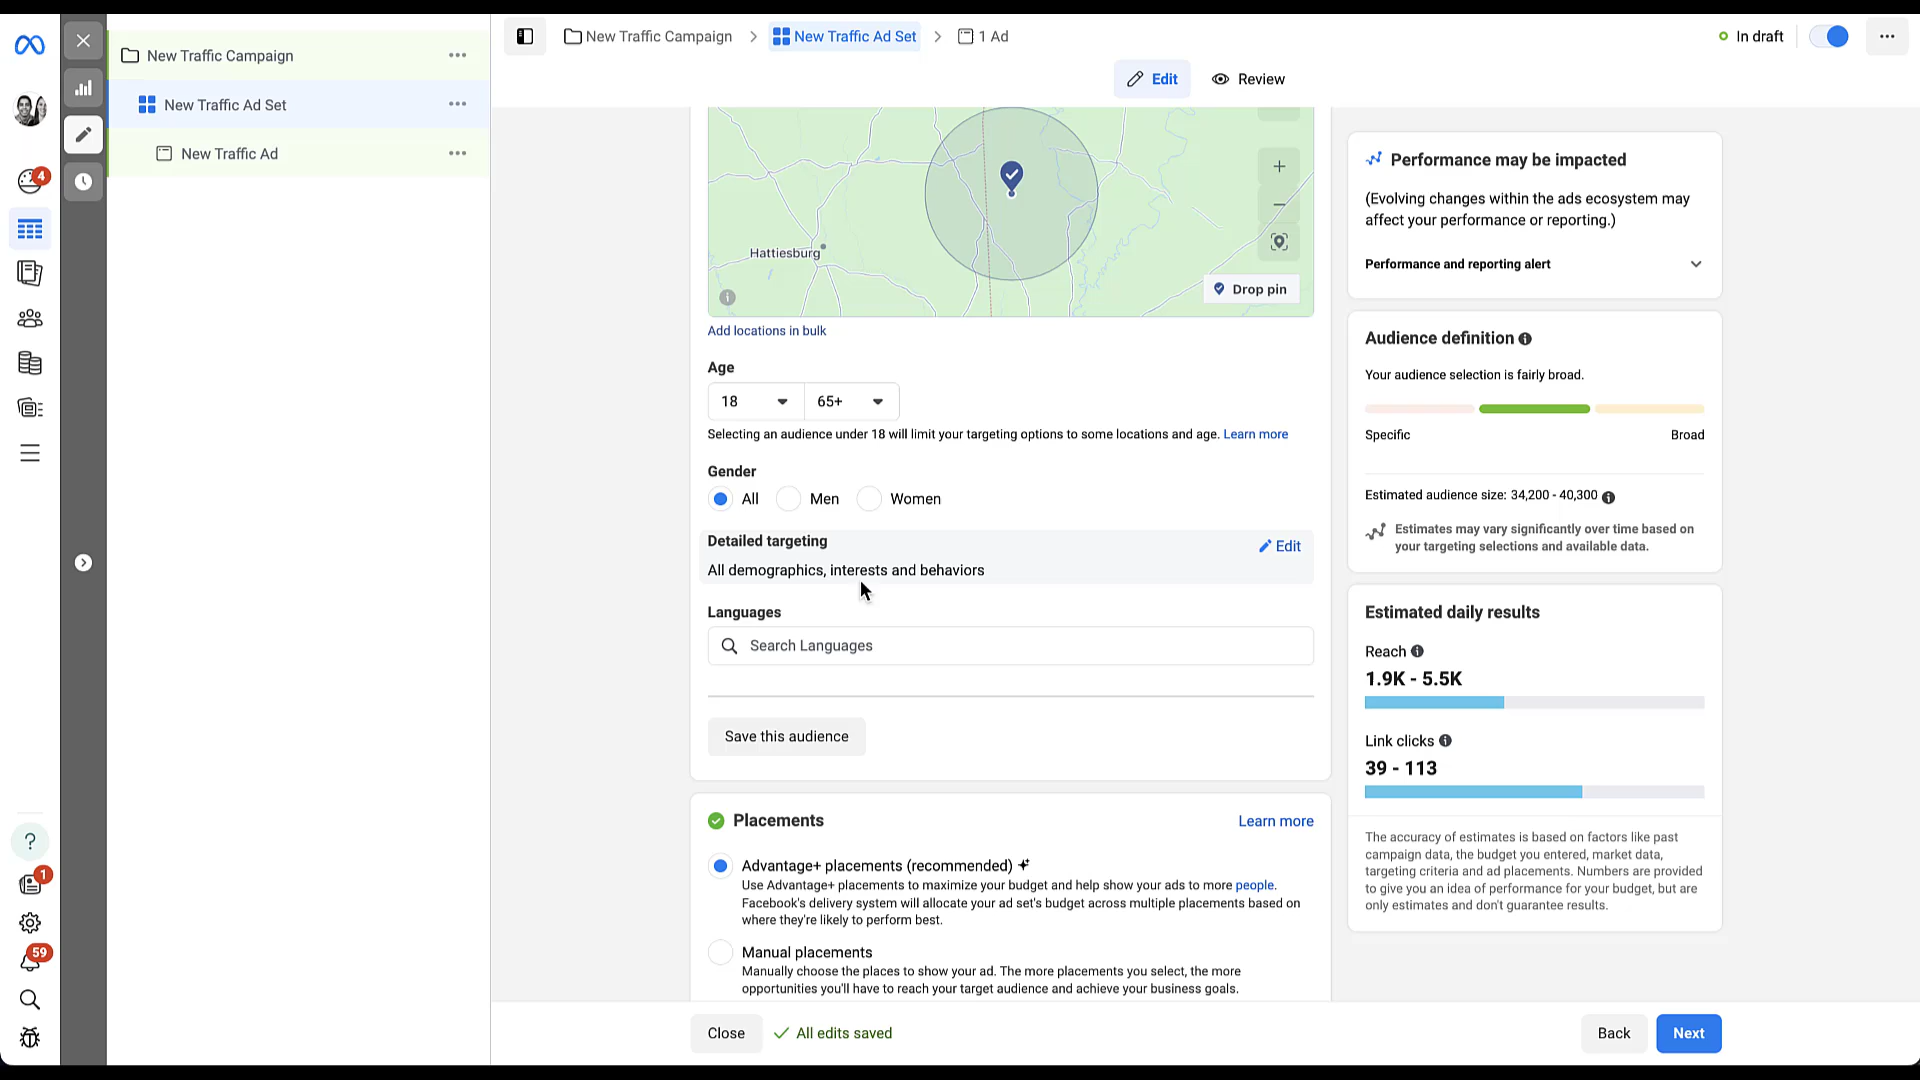 New Traffic Campaign
New Traffic Ad Set
New Traffic Ad
4
1
59
?
New Traffic Campaign > New Traffic Ad Set > 1 Ad
In draft
Edit
Review
Hattiesburg
Drop pin
Add locations in bulk
Age
18
65+
Selecting an audience under 18 will limit your targeting options to some locations and age. Learn more
Gender
All
Men
Women
Detailed targeting
Edit
All demographics, interests and behaviors
Languages
Search Languages
Save this audience
Placements
Learn more
Advantage+ placements (recommended)
Use Advantage+ placements to maximize your budget and help show your ads to more people.
Facebook's delivery system will allocate your ad set's budget across multiple placements based on
where they're likely to perform best.
Manual placements
Manually choose the places to show your ad. The more placements you select, the more
opportunities you'll have to reach your target audience and achieve your business goals.
Performance may be impacted
(Evolving changes within the ads ecosystem may
affect your performance or reporting.)
Performance and reporting alert
Audience definition
Your audience selection is fairly broad.
Specific
Broad
Estimated audience size: 34,200 - 40,300
Estimates may vary significantly over time based on
your targeting selections and available data.
Estimated daily results
Reach
1.9K - 5.5K
Link clicks
39 - 113
The accuracy of estimates is based on factors like past
campaign data, the budget you entered, market data,
targeting criteria and ad placements. Numbers are provided
to give you an idea of performance for your budget, but are
only estimates and don't guarantee results.
Close
All edits saved
Back
Next